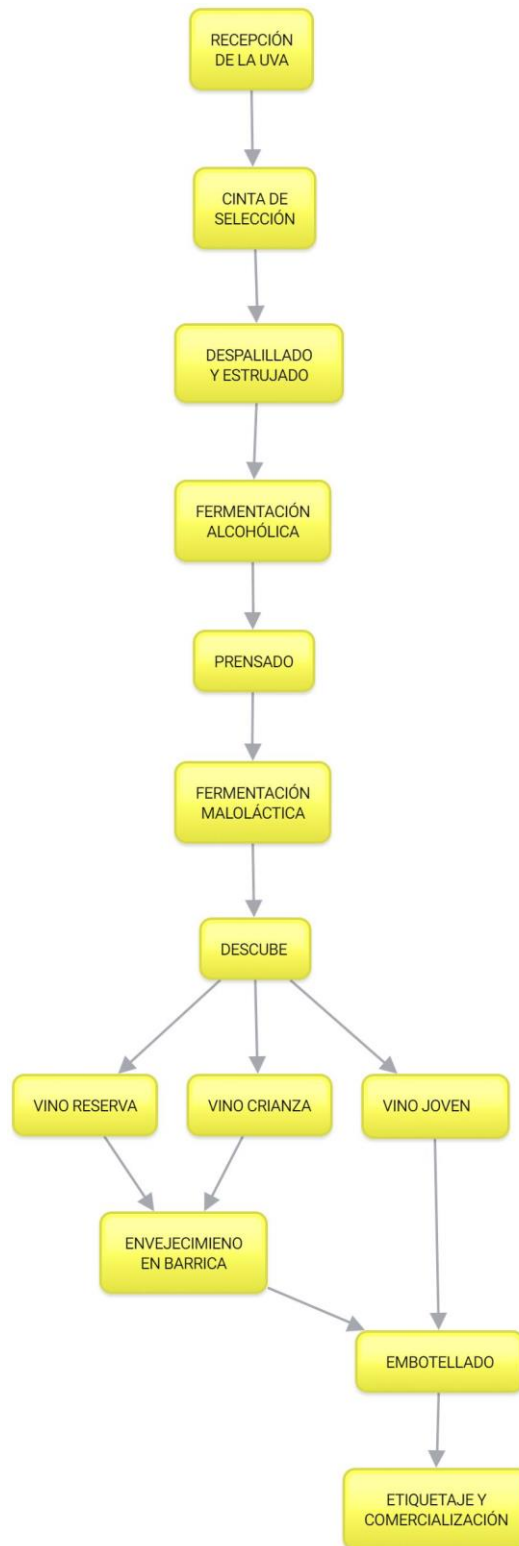 RECEPCIÓN
DE LA UVA
CINTA DE
SELECCIÓN
DESPALILLADO
Y ESTRUJADO
FERMENTACIÓN
ALCOHÓLICA
PRENSADO
FERMENTACIÓN
MALOLÁCTICA
DESCUBE
VINO RESERVA
VINO CRIANZA
VINO JOVEN
ENVEJECIMIENO
EN BARRICA
EMBOTELLADO
ETIQUETAJE Y
COMERCIALIZACIÓN